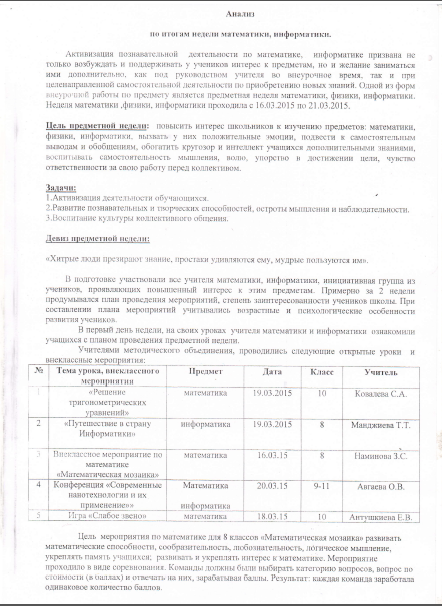 Анализ
по итогам недели математики, информатики.
Активизация познавательной деятельности по математике, информатике призвана не
только возбуждать и поддерживать у учеников интерес к предметам, но и желание заниматься
ими дополнительно, как под руководством учителя во внеурочное время, так и при
целенаправленной самостоятельной деятельности по приобретению новых знаний. Одной из форм
внеурочной работы по предмету является предметная неделя математики, физики, информатики.
Неделя математики ,физики, информатики проходила с 16.03.2015 по 21.03.2015.
Цель предметной недели: повысить интерес школьников к изучению предметов: математики,
физики, информатики, вызвать у них положительные эмоции, подвести к самостоятельным
выводам и обобщениям, обогатить кругозор и интеллект учащихся дополнительными знаниями,
воспитывать самостоятельность мышления, волю, упорство в достижении цели, чувство
ответственности за свою работу перед коллективом.
Задачи:
1.Активизация деятельности обучающихся.
2.Развитие познавательных и творческих способностей, остроты мышления и наблюдательности.
3.Воспитание культуры коллективного общения.
Девиз предметной недели:
«Хитрые люди презирают знание, простаки удивляются ему, мудрые пользуются им».
В подготовке участвовали все учителя математики, информатики, инициативная группа из
учеников, проявляющих повышенный интерес к этим предметам. Примерно за 2 недели
продумывался план проведения мероприятий, степень заинтересованности учеников школы. При
составлении плана мероприятий учитывались возрастные и психологические особенности
развития учеников.
В первый день недели, на своих уроках учителя математики и информатики ознакомили
учащихся с планом проведения предметной недели.
Учителями методического объединения, проводились следующие открытые уроки и
внеклассные мероприятия:
№ Тема урока, внеклассного мероприятия Предмет Дата Класс Учитель
1 «Решение тригонометрических уравнений» математика 19.03.2015 10 Ковалева С.А.
2 «Путешествие в страну Информатики» информатика 19.03.2015 8 Манджиева Т.Т.
3 Внеклассное мероприятие по математике «Математическая мозаика» математика 16.03.15 8 Наминова З.С.
4 Конференция «Современные нанотехнологии и их применение» Математика информатика 20.03.15 9-11 Авгаева О.В.
5 Игра «Слабое звено» математика 18.03.15 10 Антушкиева Е.В.
Цель мероприятия по математике для 8 классов «Математическая мозаика» развивать
математические способности, сообразительность, любознательность, логическое мышление,
укреплять память учащихся; развивать и укреплять интерес к математике. Мероприятие
проходило в виде соревнования. Команды должны были выбирать категорию вопросов, вопрос по
стоимости (в баллах) и отвечать на них, зарабатывая баллы. Результат: каждая команда заработала
одинаковое количество баллов.